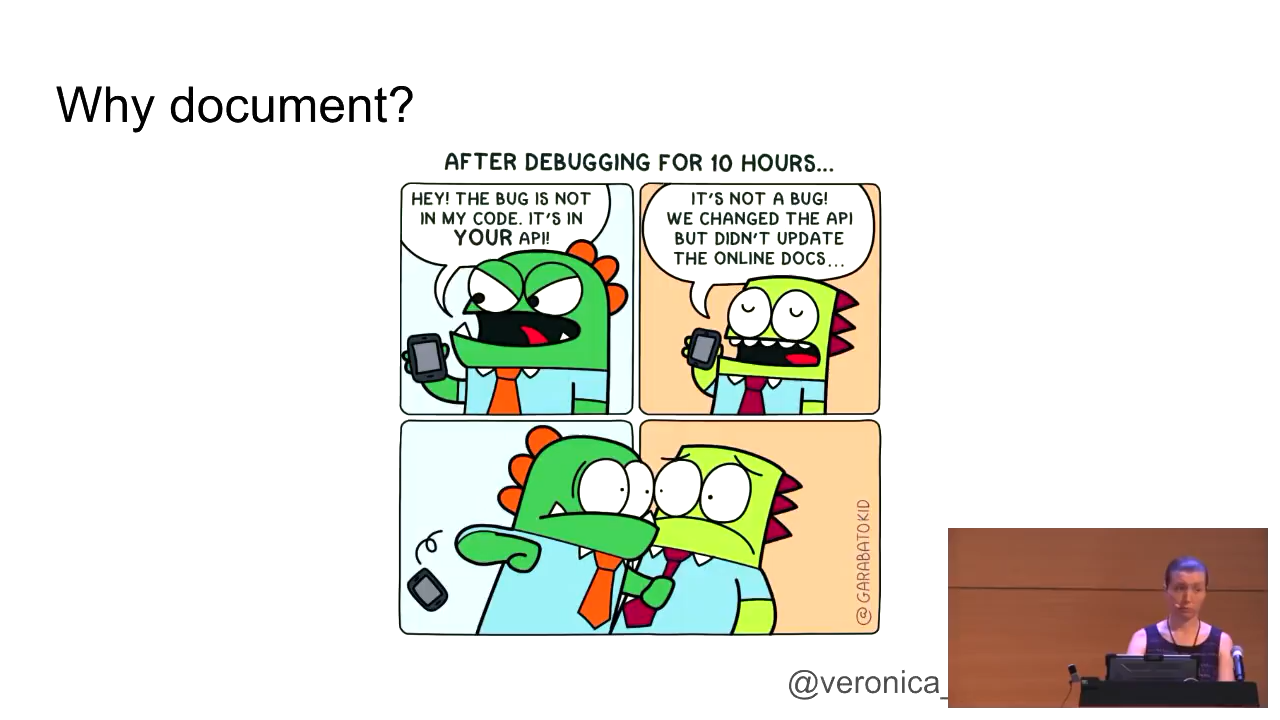 Why document?
AFTER DEBUGGING FOR 10 HOURS...
HEY! THE BUG IS NOT
IN MY CODE. IT'S IN
YOUR API!
IT'S NOT A BUG!
WE CHANGED THE API
BUT DIDN'T UPDATE
THE ONLINE DOCS...
@GARABATOKID
@veronica_